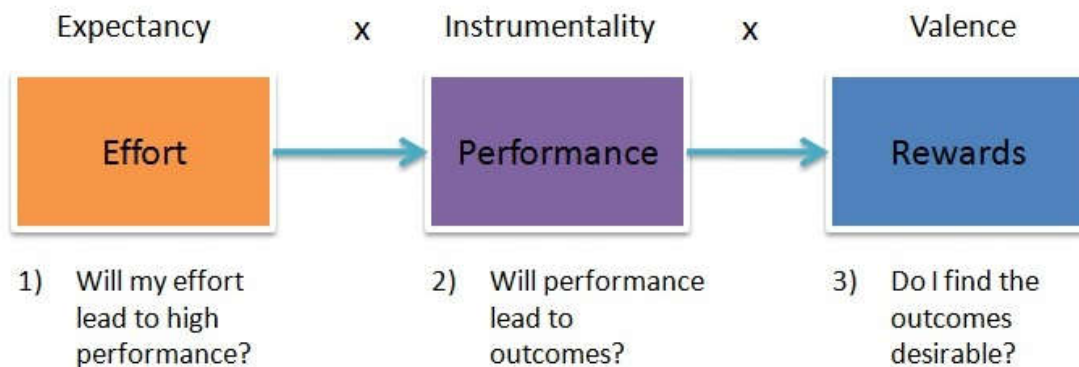 Expectancy x Instrumentality x Valence
Effort Performance Rewards
1) Will my effort
lead to high
performance?
2) Will performance
lead to
outcomes?
3) Do I find the
outcomes
desirable?